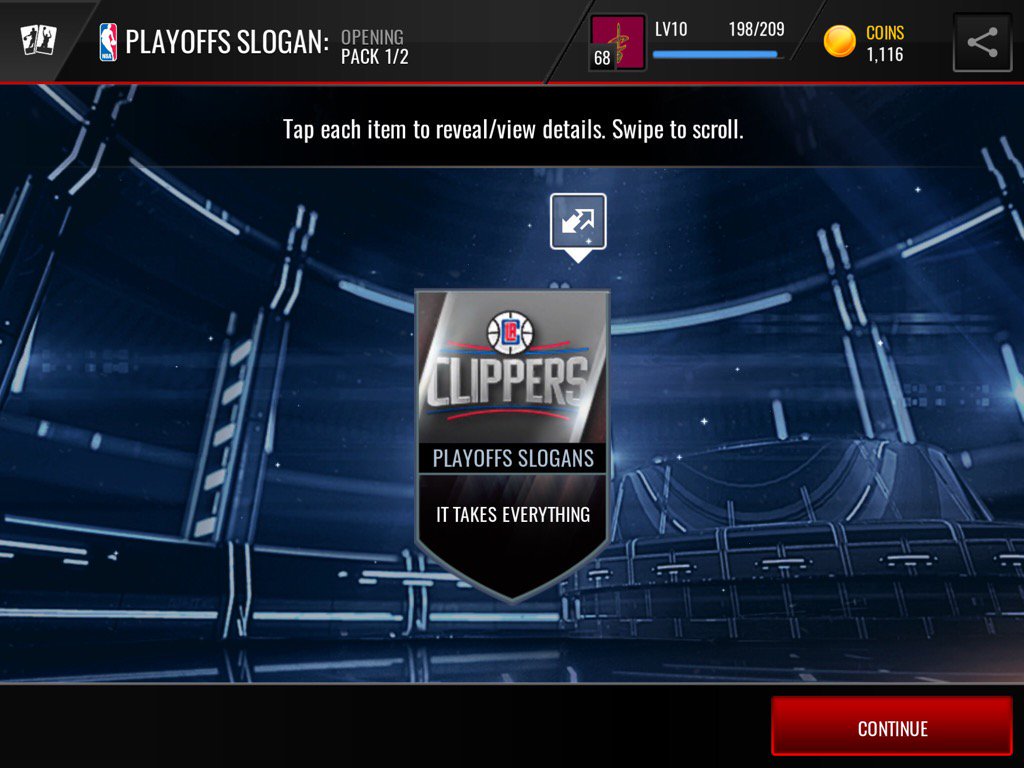 PLAYOFFS SLOGAN:
OPENING
PACK 1/2
68
LV10
198/209
COINS
1,116
Tap each item to reveal/view details. Swipe to scroll.
CLIPPERS
PLAYOFFS SLOGANS
IT TAKES EVERYTHING
CONTINUE